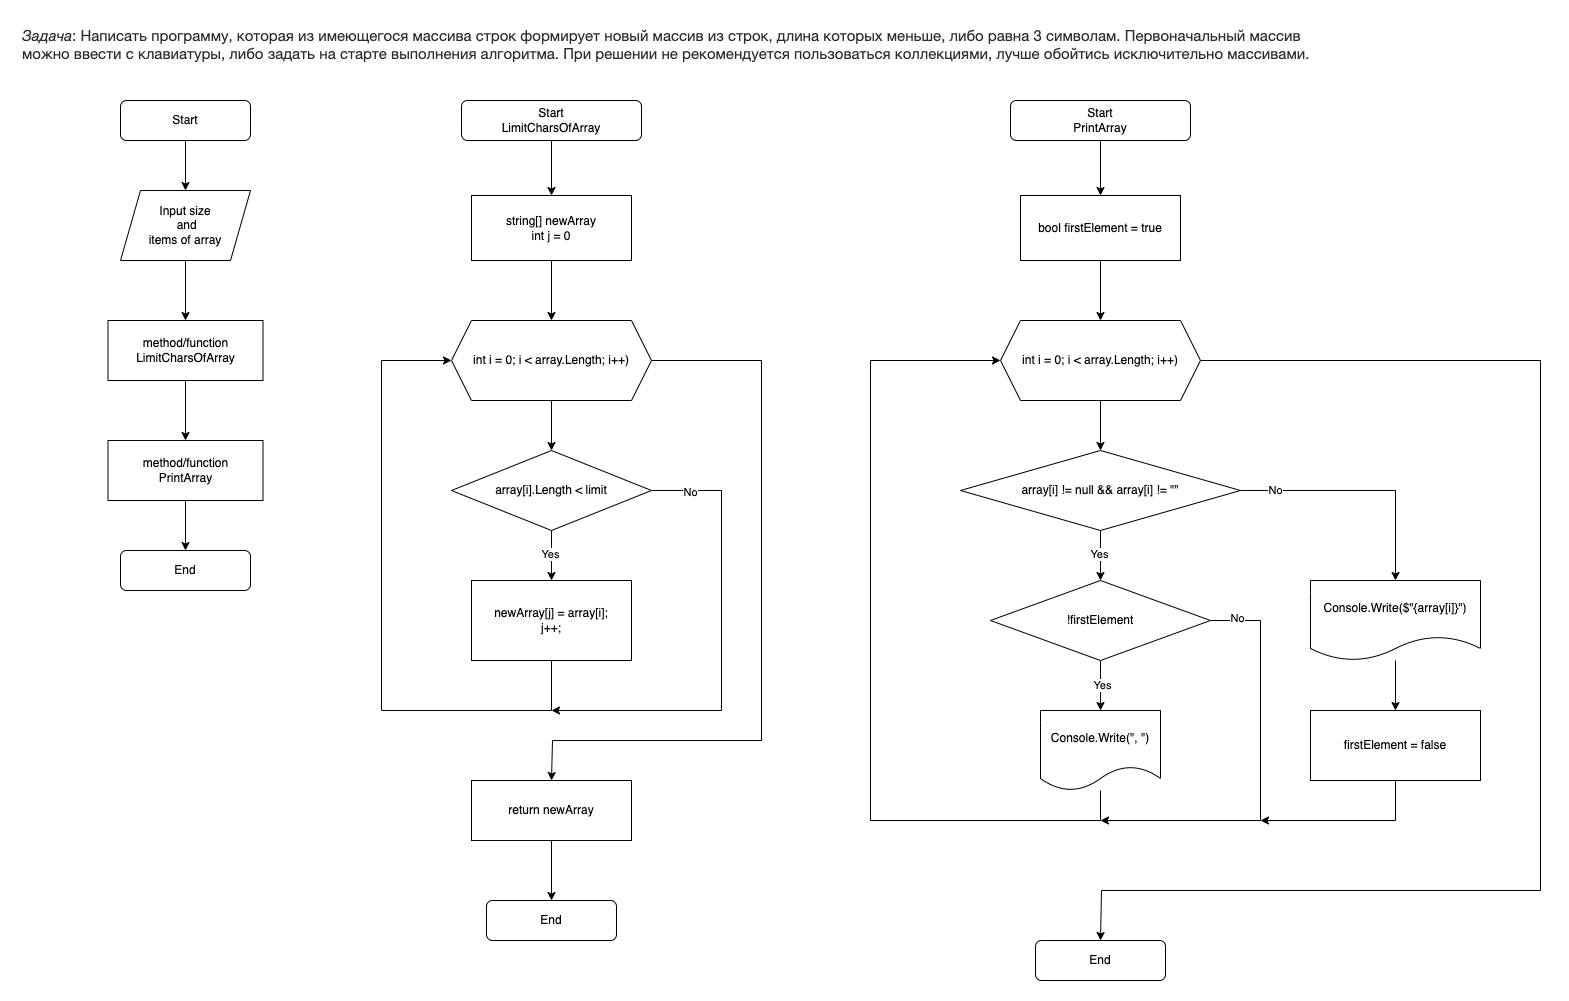 Задача: Написать программу, которая из имеющегося массива строк формирует новый массив из строк, длина которых меньше, либо равна 3 символам. Первоначальный массив
можно ввести с клавиатуры, либо задать на старте выполнения алгоритма. При решении не рекомендуется пользоваться коллекциями, лучше обойтись исключительно массивами.
Start
Input size
and
items of array
method/function
LimitCharsOfArray
method/function
PrintArray
End
Start
LimitCharsOfArray
string[] newArray
int j = 0
int i = 0; i < array.Length; i++)
array[i].Length < limit
No
Yes
newArray[j] = array[i];
j++;
return newArray
End
Start
PrintArray
bool firstElement = true
int i = 0; i < array.Length; i++)
array[i] != null && array[i] != ""
No
Yes
!firstElement
No
Yes
Console.Write(", ")
Console.Write($"{array[i]}")
firstElement = false
End